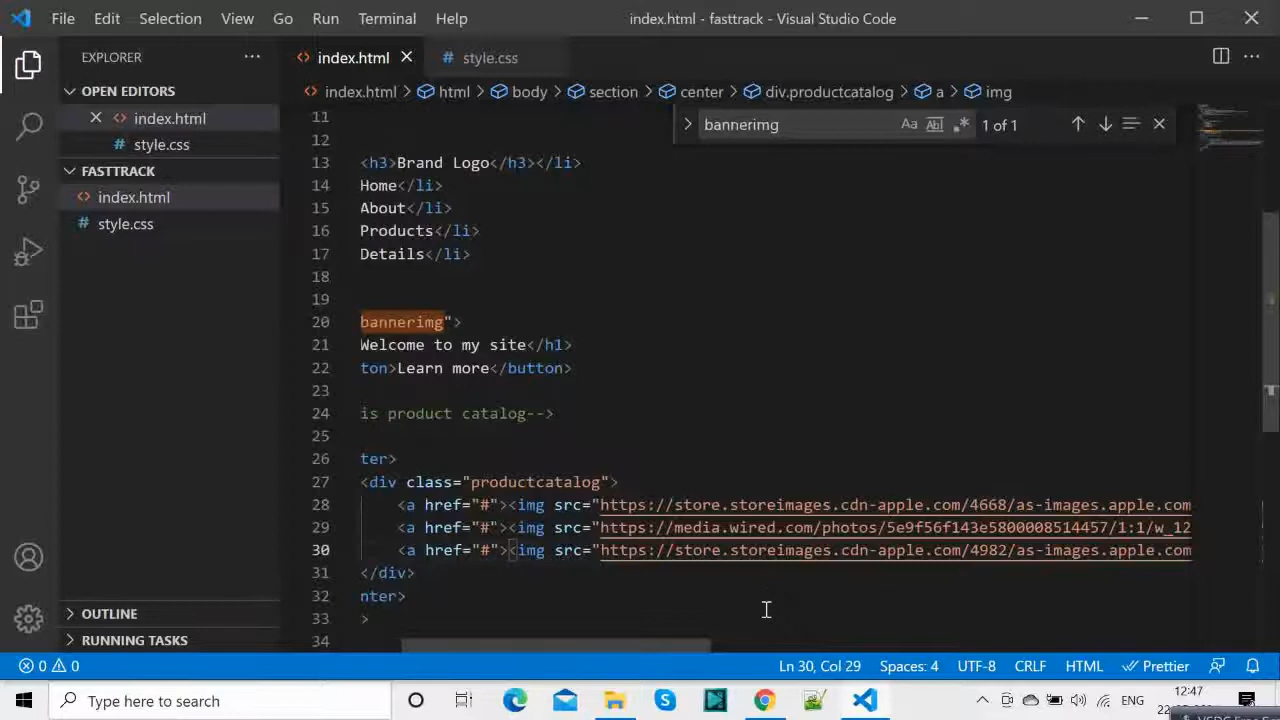 File Edit Selection View Go Run Terminal Help index.html - fasttrack - Visual Studio Code
EXPLORER
index.html
# style.css
OPEN EDITORS
index.html > html > body > section > center > div.productcatalog > a > img
index.html
# style.css
FASTTRACK
index.html
# style.css
bannerimg Aa Abl .* 1 of 1
11
12
13 <h3>Brand Logo</h3></li>
14 Home</li>
15 About</li>
16 Products</li>
17 Details</li>
18
19
20 bannerimg">
21 Welcome to my site</h1>
22 ton>Learn more</button>
23
24 is product catalog-->
25
26 ter>
27 <div class="productcatalog">
28 <a href="#"><img src="https://store.storeimages.cdn-apple.com/4668/as-images.apple.com
29 <a href="#"><img src="https://media.wired.com/photos/5e9f56f143e5800008514457/1:1/w_12
30 <a href="#"><img src="https://store.storeimages.cdn-apple.com/4982/as-images.apple.com
31 </div>
32 nter>
33 >
34
OUTLINE
RUNNING TASKS
0 0 Ln 30, Col 29 Spaces: 4 UTF-8 CRLF HTML Prettier
Type here to search
ENG
12:47